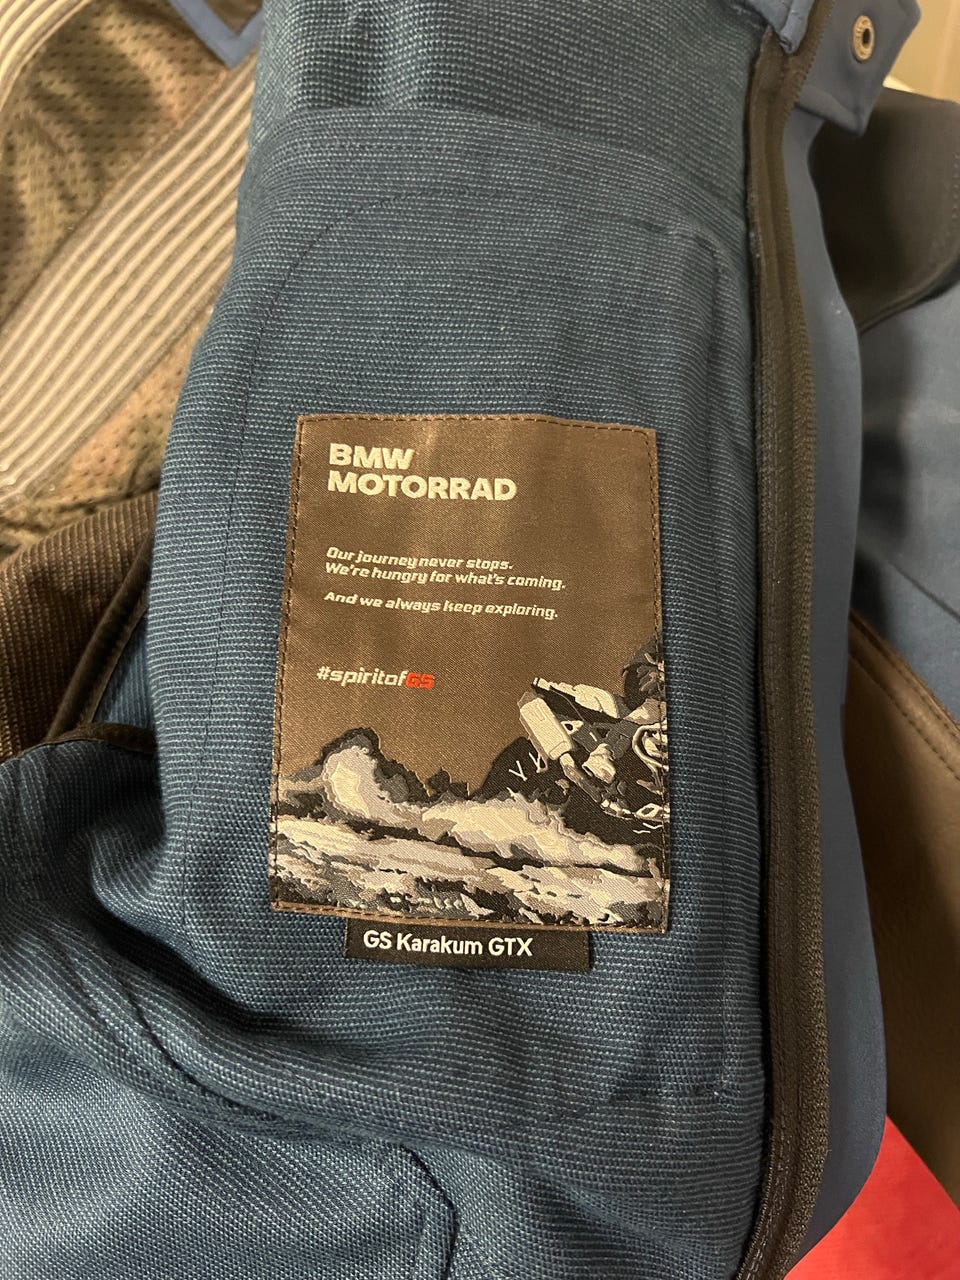 BMW
MOTORRAD
Our journey never stops.
We're hungry for what's coming.
And we always keep exploring.
#spiritofGS
GS Karakum GTX